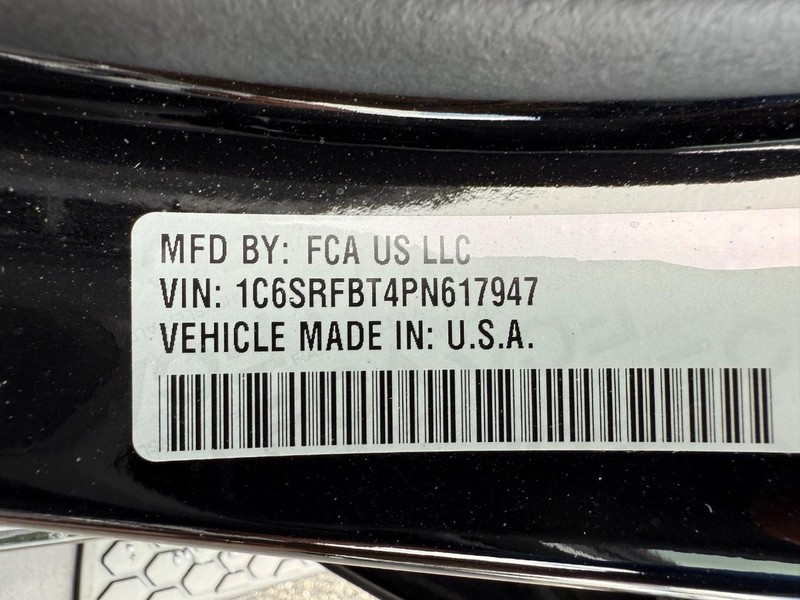 MFD BY: FCA US LLC
VIN: 1C6SRFBT4PN617947
VEHICLE MADE IN: U.S.A.